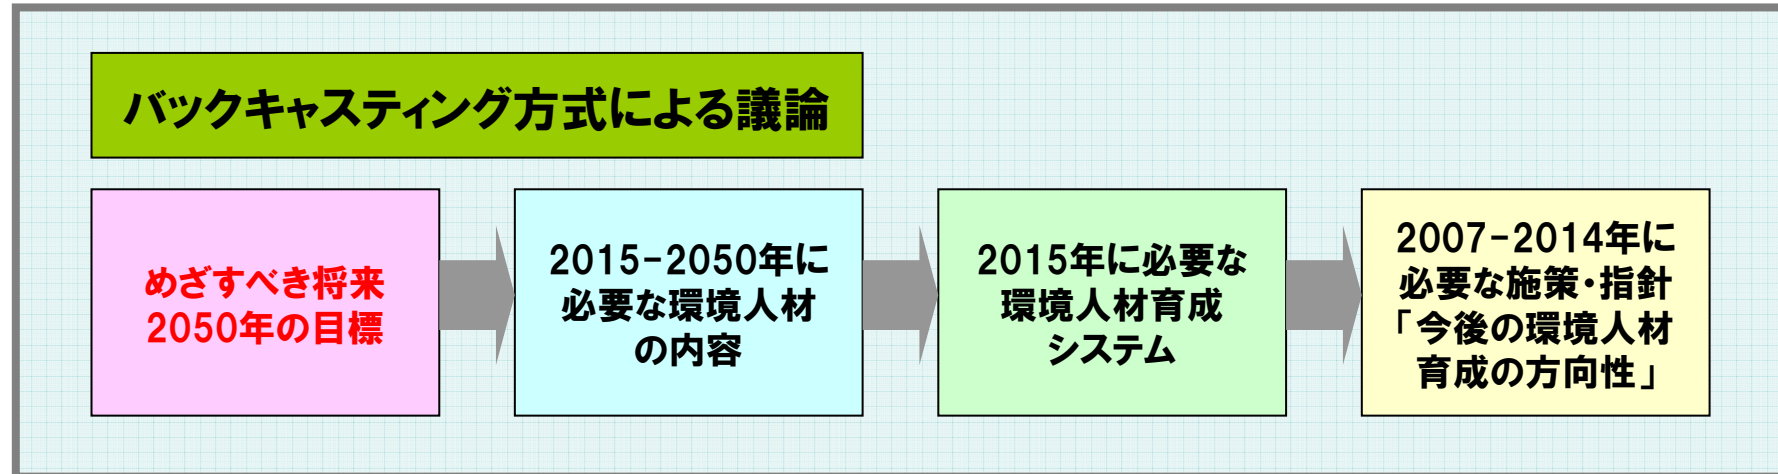 バックキャスティング方式による議論
めざすべき将来
2050年の目標
2015-2050年に
必要な環境人材
の内容
2015年に必要な
環境人材育成
システム
2007-2014年に
必要な施策・指針
「今後の環境人材
育成の方向性」